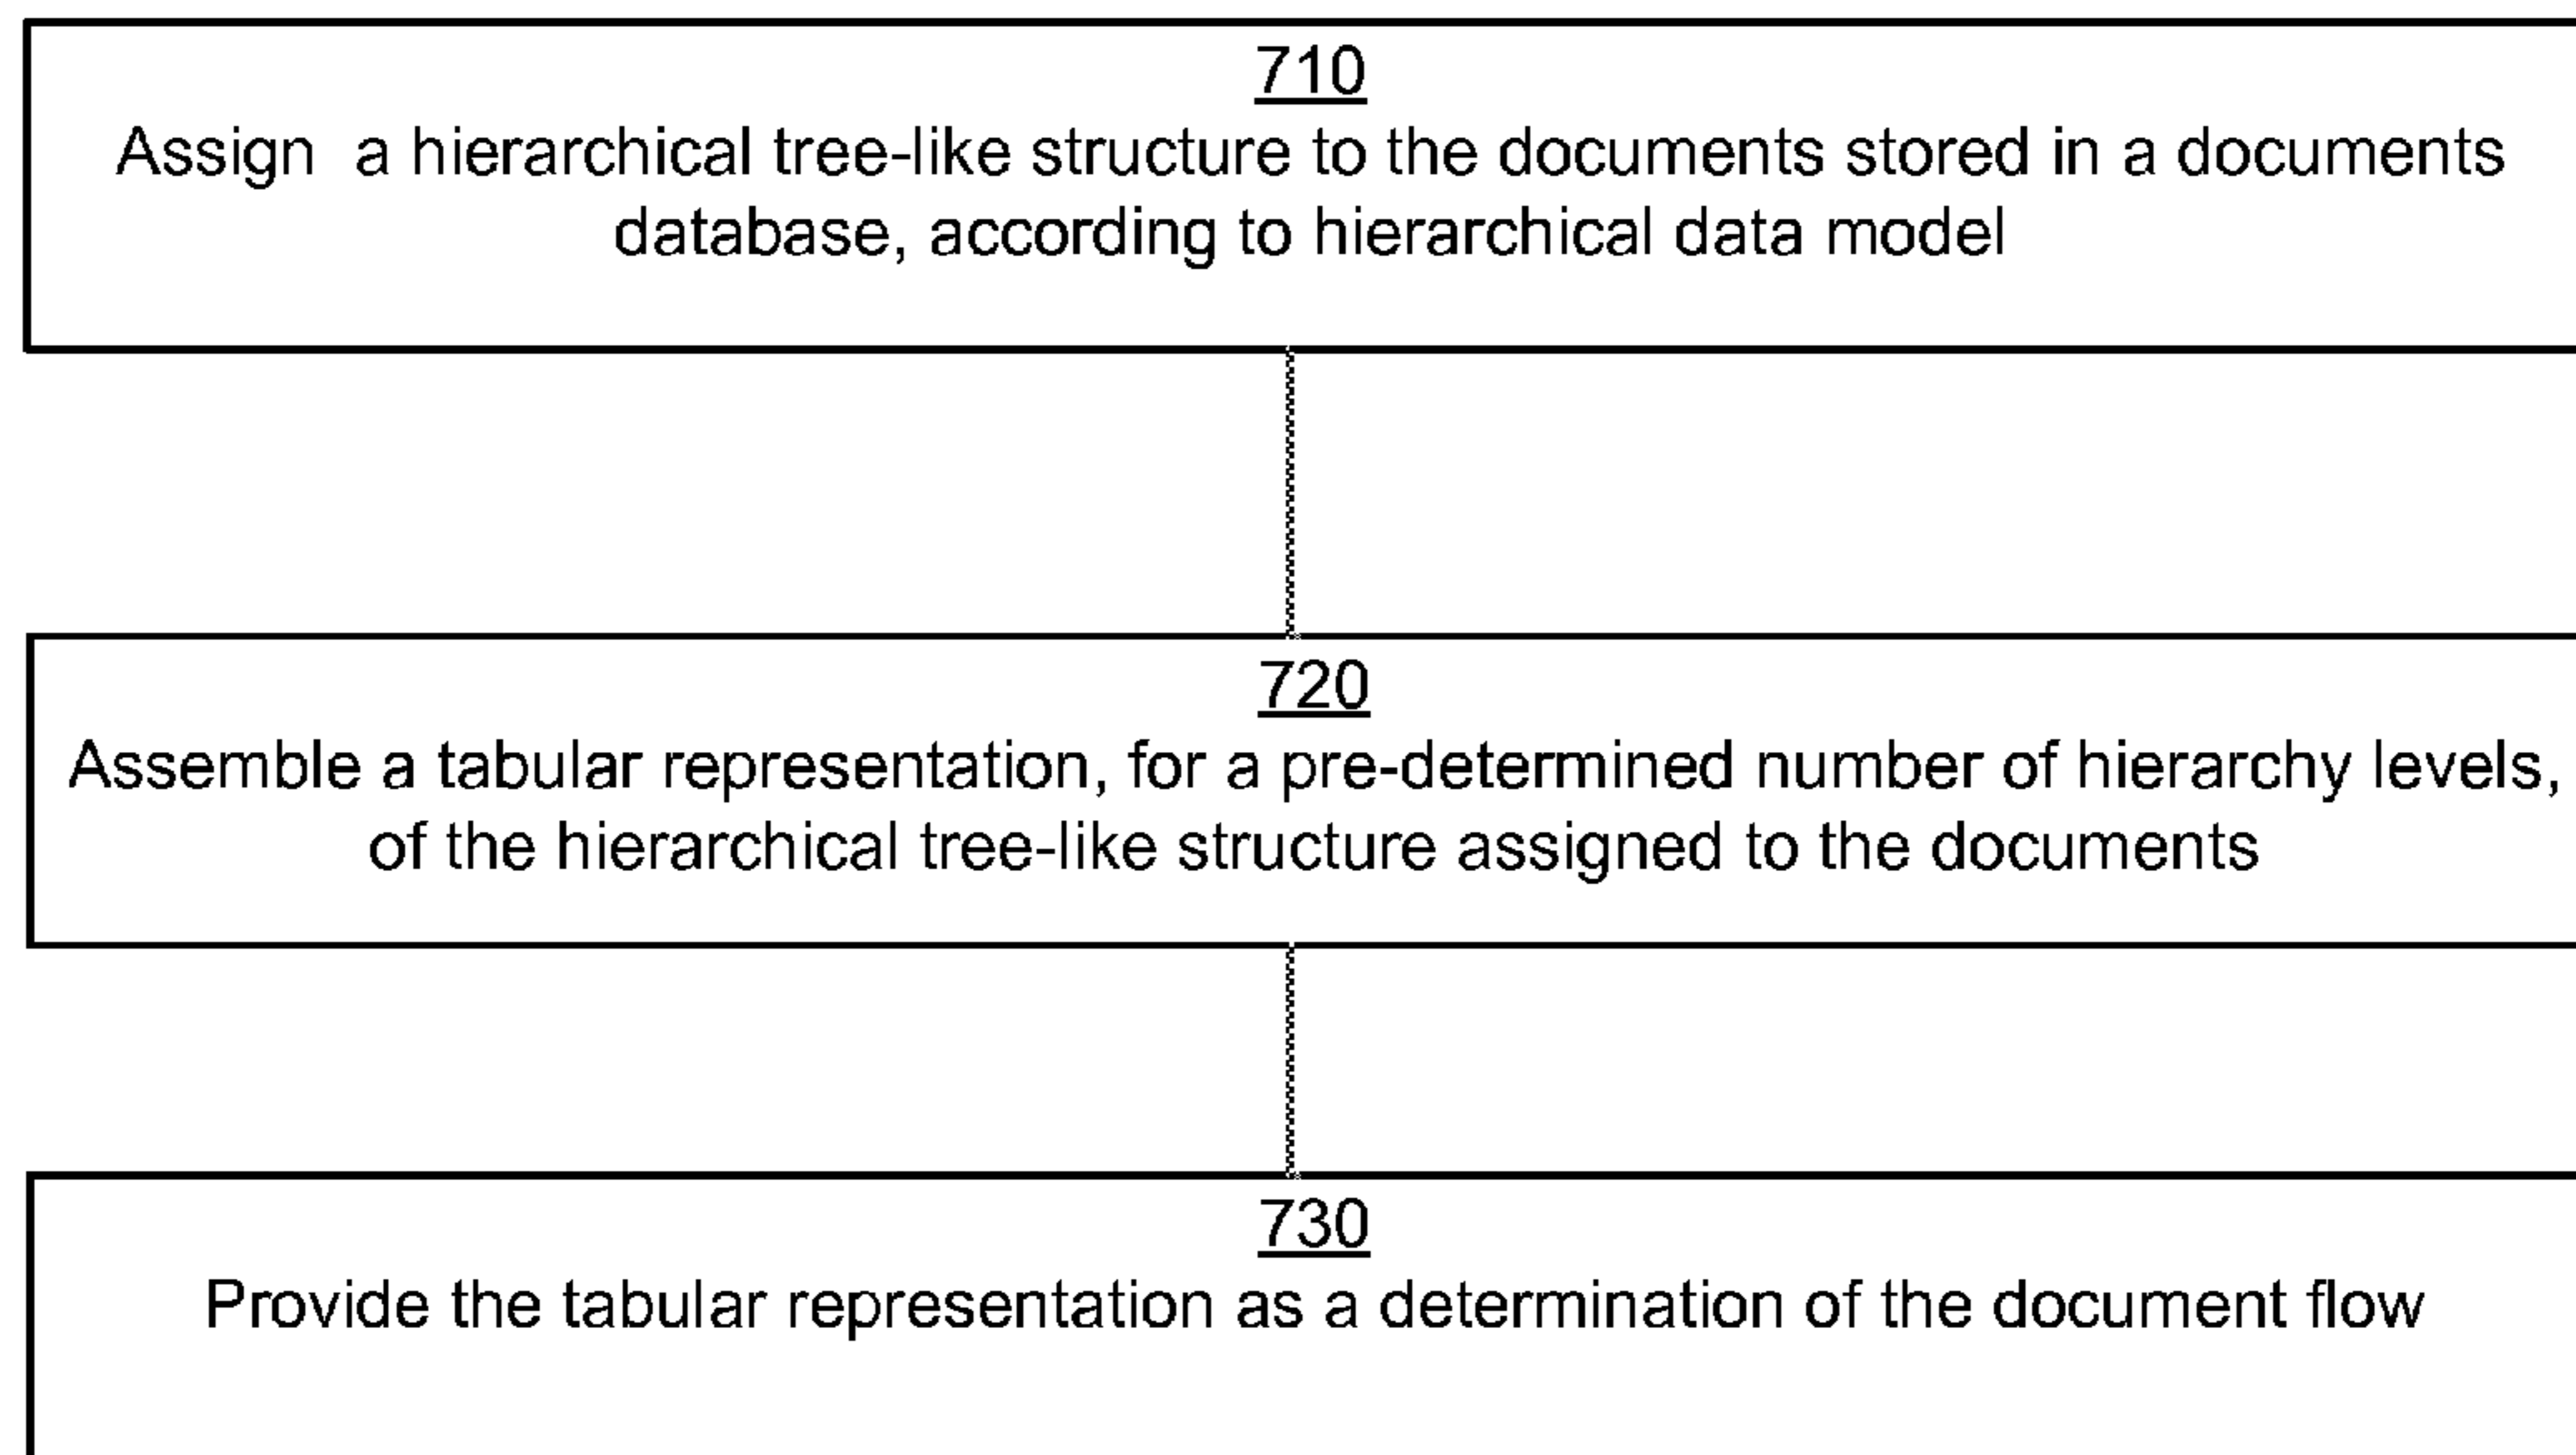 710
Assign a hierarchical tree-like structure to the documents stored in a documents
database, according to hierarchical data model
720
Assemble a tabular representation, for a pre-determined number of hierarchy levels,
of the hierarchical tree-like structure assigned to the documents
730
Provide the tabular representation as a determination of the document flow